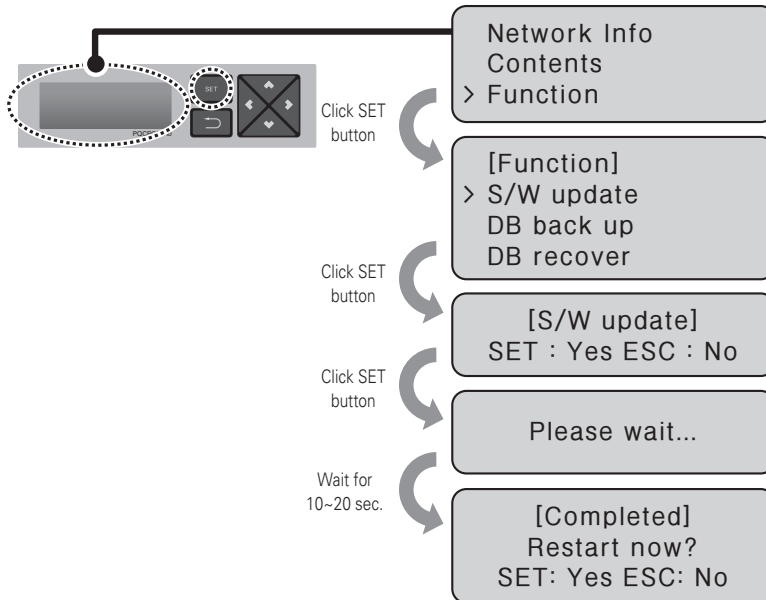 Network Info
Contents
> Function
SET
Click SET
button
[Function]
> S/W update
DB back up
DB recover
Click SET
button
[S/W update]
SET : Yes ESC : No
Click SET
button
Please wait...
Wait for
10~20 sec.
[Completed]
Restart now?
SET: Yes ESC: No